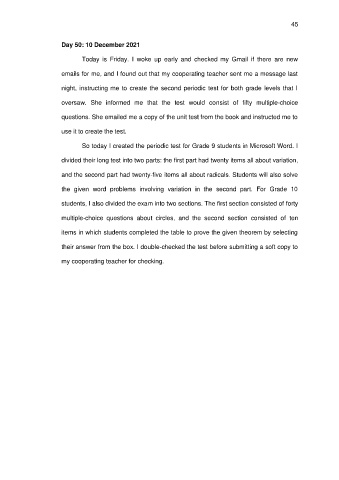 45
Day 50: 10 December 2021
Today is Friday. I woke up early and checked my Gmail if there are new
emails for me, and I found out that my cooperating teacher sent me a message last
night, instructing me to create the second periodic test for both grade levels that I
oversaw. She informed me that the test would consist of fifty multiple-choice
questions. She emailed me a copy of the unit test from the book and instructed me to
use it to create the test.
So today I created the periodic test for Grade 9 students in Microsoft Word. I
divided their long test into two parts: the first part had twenty items all about variation,
and the second part had twenty-five items all about radicals. Students will also solve
the given word problems involving variation in the second part. For Grade 10
students, I also divided the exam into two sections. The first section consisted of forty
multiple-choice questions about circles, and the second section consisted of ten
items in which students completed the table to prove the given theorem by selecting
their answer from the box. I double-checked the test before submitting a soft copy to
my cooperating teacher for checking.